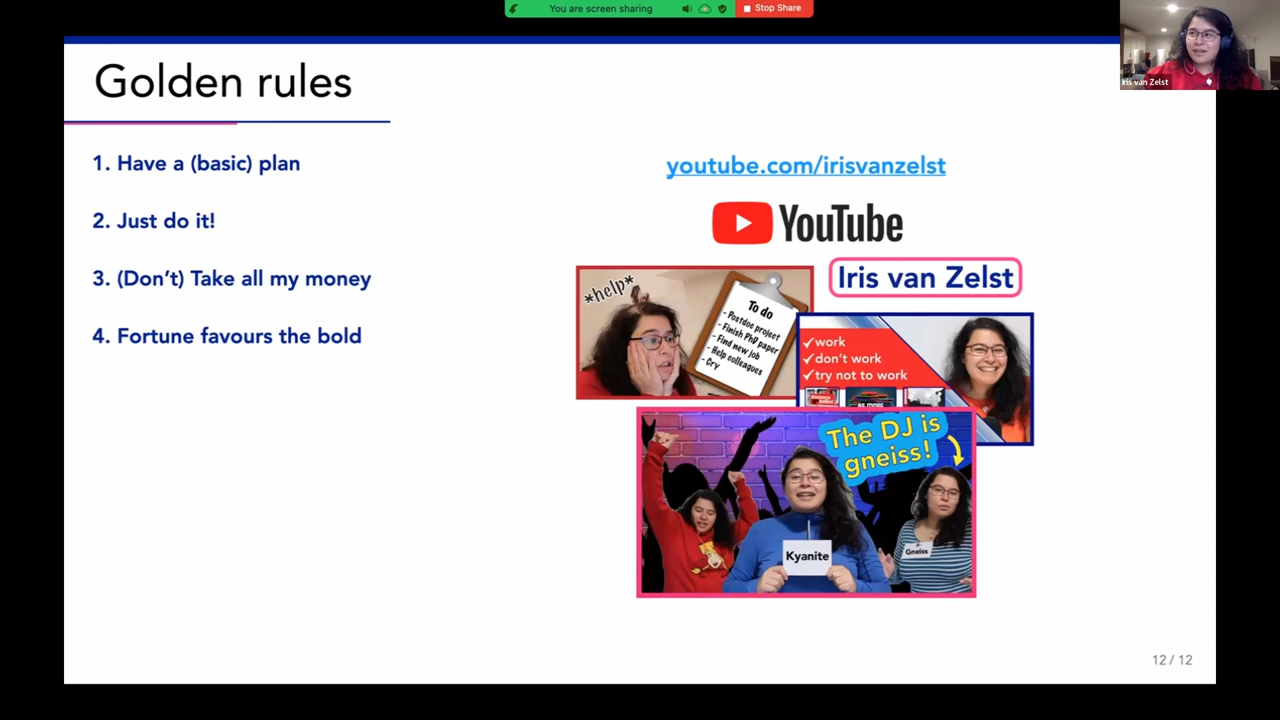 You are screen sharing
Stop Share
Iris van Zelst
Golden rules
1. Have a (basic) plan
2. Just do it!
3. (Don't) Take all my money
4. Fortune favours the bold
youtube.com/irisvanzelst
YouTube
Iris van Zelst
*help*
To do
- Postdoc project
- Finish PhD paper
- Find new job
- Help colleagues
- Cry
✓work
✓don't work
✓try not to work
The DJ is
gneiss!
Kyanite
Gneiss
12 / 12